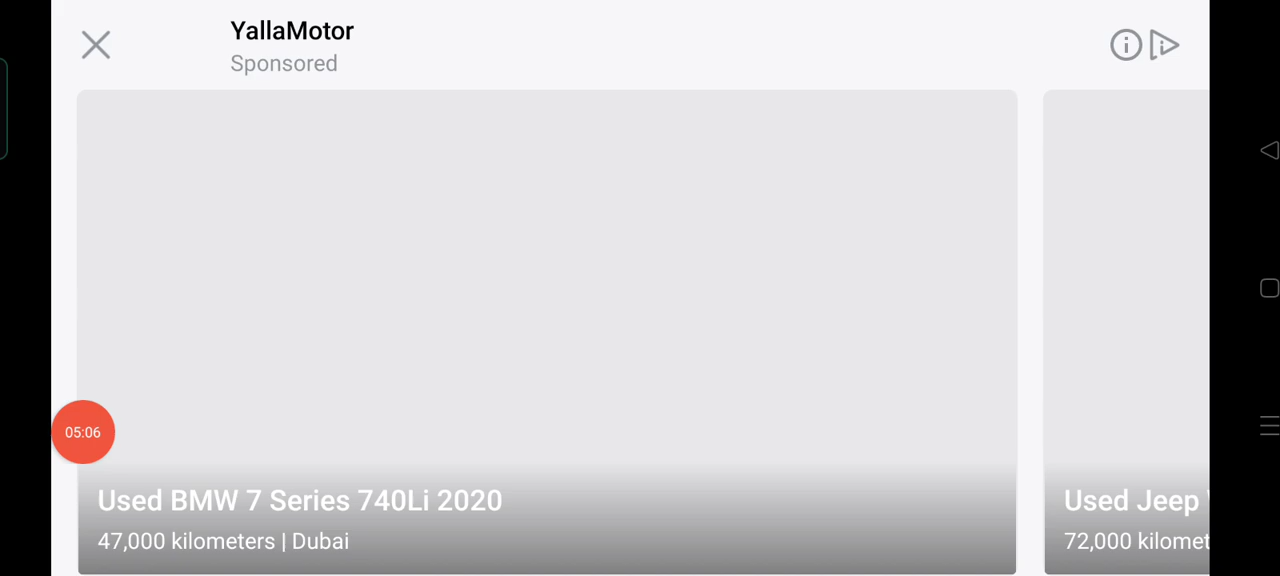 YallaMotor
Sponsored
05:06
Used BMW 7 Series 740Li 2020
47,000 kilometers | Dubai
Used Jeep
72,000 kilomet